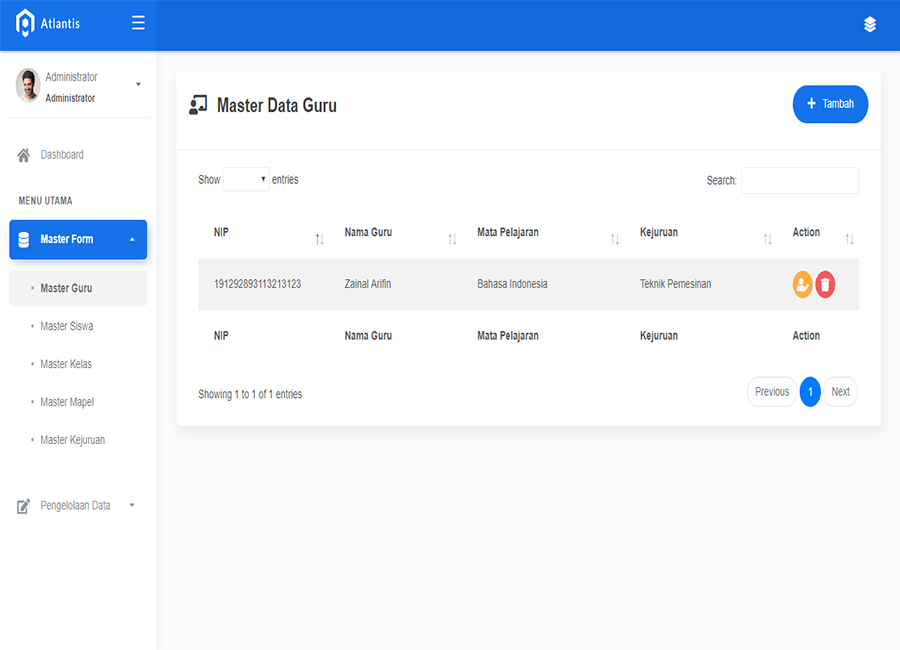 Atlantis
Administrator
Administrator
Dashboard
MENU UTAMA
Master Form
Master Guru
Master Siswa
Master Kelas
Master Mapel
Master Kejuruan
Pengelolaan Data
Master Data Guru
+ Tambah
Show entries
Search:
NIP Nama Guru Mata Pelajaran Kejuruan Action
191292893113213123 Zainal Arifin Bahasa Indonesia Teknik Pemesinan
NIP Nama Guru Mata Pelajaran Kejuruan Action
Showing 1 to 1 of 1 entries
Previous 1 Next